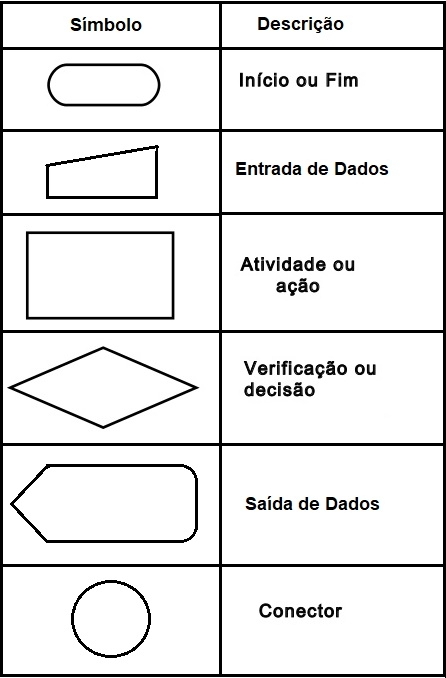 Símbolo
Descrição
Início ou Fim
Entrada de Dados
Atividade ou
ação
Verificação ou
decisão
Saída de Dados
Conector